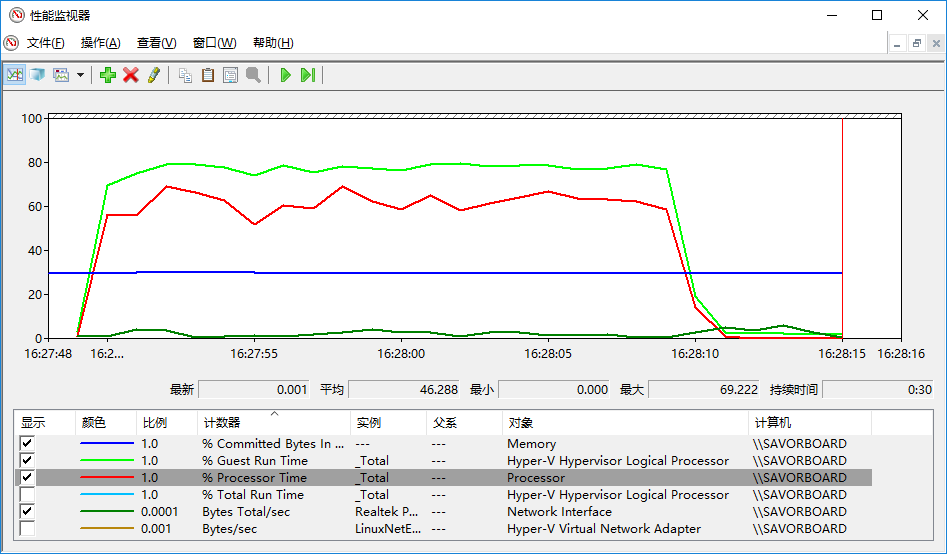 性能监视器
文件(F) 操作(A) 查看(V) 窗口(W) 帮助(H)
100
80
60
40
20
0
16:27:48 16:2... 16:27:55 16:28:00 16:28:05 16:28:10 16:28:15 16:28:16
最新 0.001 平均 46.288 最小 0.000 最大 69.222 持续时间 0:30
显示 颜色 比例 计数器 实例 父系 对象 计算机
1.0 % Committed Bytes In ... --- --- Memory \\SAVORBOARD
1.0 % Guest Run Time _Total --- Hyper-V Hypervisor Logical Processor \\SAVORBOARD
1.0 % Processor Time _Total --- Processor \\SAVORBOARD
1.0 % Total Run Time _Total --- Hyper-V Hypervisor Logical Processor \\SAVORBOARD
0.0001 Bytes Total/sec Realtek P... --- Network Interface \\SAVORBOARD
0.001 Bytes/sec LinuxNetE... --- Hyper-V Virtual Network Adapter \\SAVORBOARD